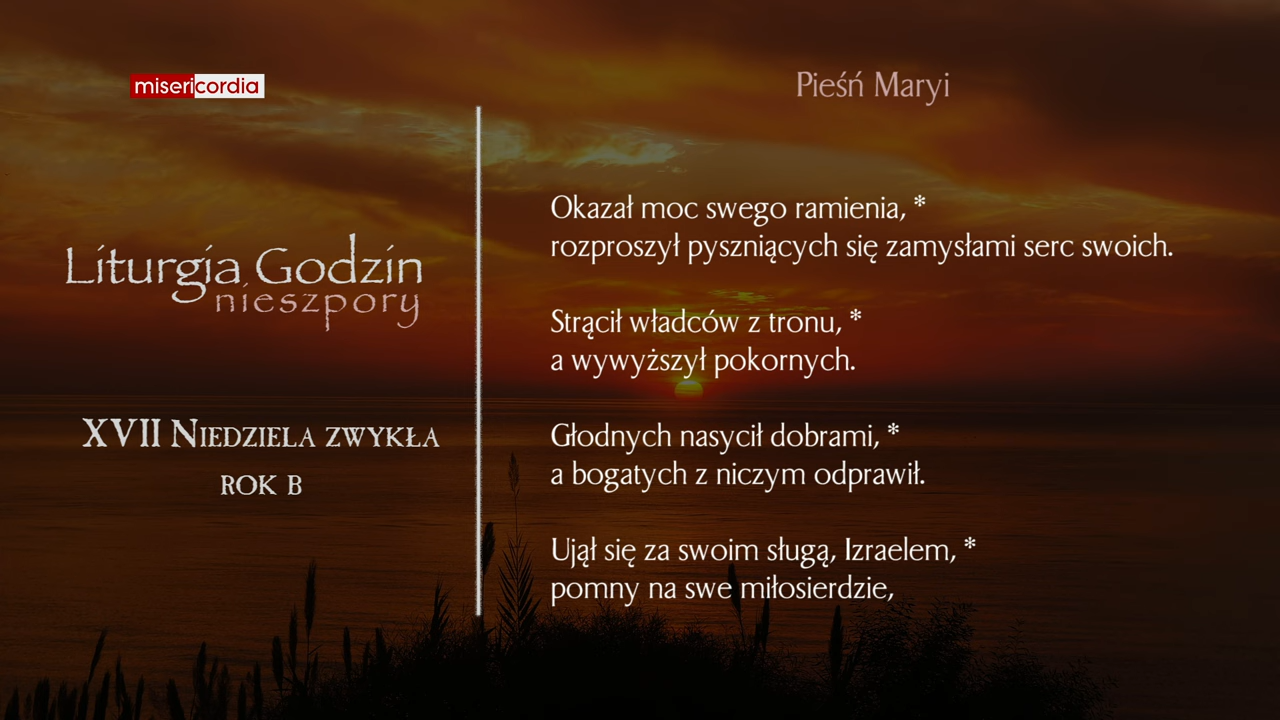 misericordia
Liturgia Godzin
nieszpory
XVII Niedziela zwykła
rok B
Pieśń Maryi
Okazał moc swego ramienia, *
rozproszył pyszniących się zamysłami serc swoich.
Strącił władców z tronu, *
a wywyższył pokornych.
Głodnych nasycił dobrami, *
a bogatych z niczym odprawił.
Ujął się za swoim sługą, Izraelem, *
pomny na swe miłosierdzie,